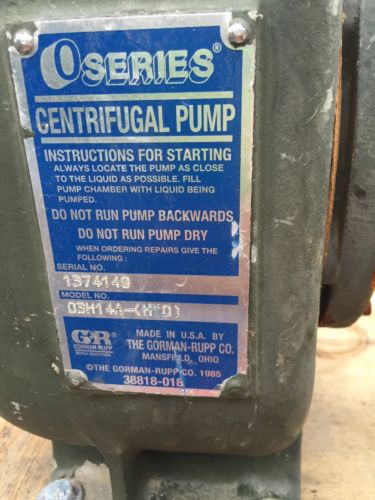 O SERIES®
CENTRIFUGAL PUMP
INSTRUCTIONS FOR STARTING
ALWAYS LOCATE THE PUMP AS CLOSE
TO THE LIQUID AS POSSIBLE. FILL
PUMP CHAMBER WITH LIQUID BEING
PUMPED.
DO NOT RUN PUMP BACKWARDS
DO NOT RUN PUMP DRY
WHEN ORDERING REPAIRS GIVE THE
FOLLOWING:
SERIAL NO.
MODEL NO.
GR
GORMAN-RUPP
MADE IN U.S.A. BY
THE GORMAN-RUPP CO.
MANSFIELD, OHIO
©THE GORMAN-RUPP CO. 1985
38818-018